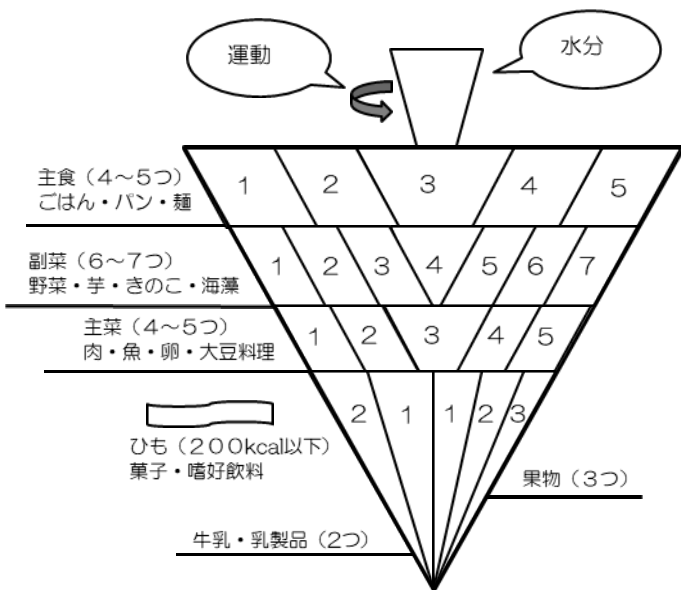 運動
水分
主食（4～5つ）
ごはん・パン・麺
1 2 3 4 5
副菜（6～7つ）
野菜・芋・きのこ・海藻
1 2 3 4 5 6 7
主菜（4～5つ）
肉・魚・卵・大豆料理
1 2 3 4 5
2 1 1 2 3
ひも（200kcal以下）
菓子・嗜好飲料
果物（3つ）
牛乳・乳製品（2つ）